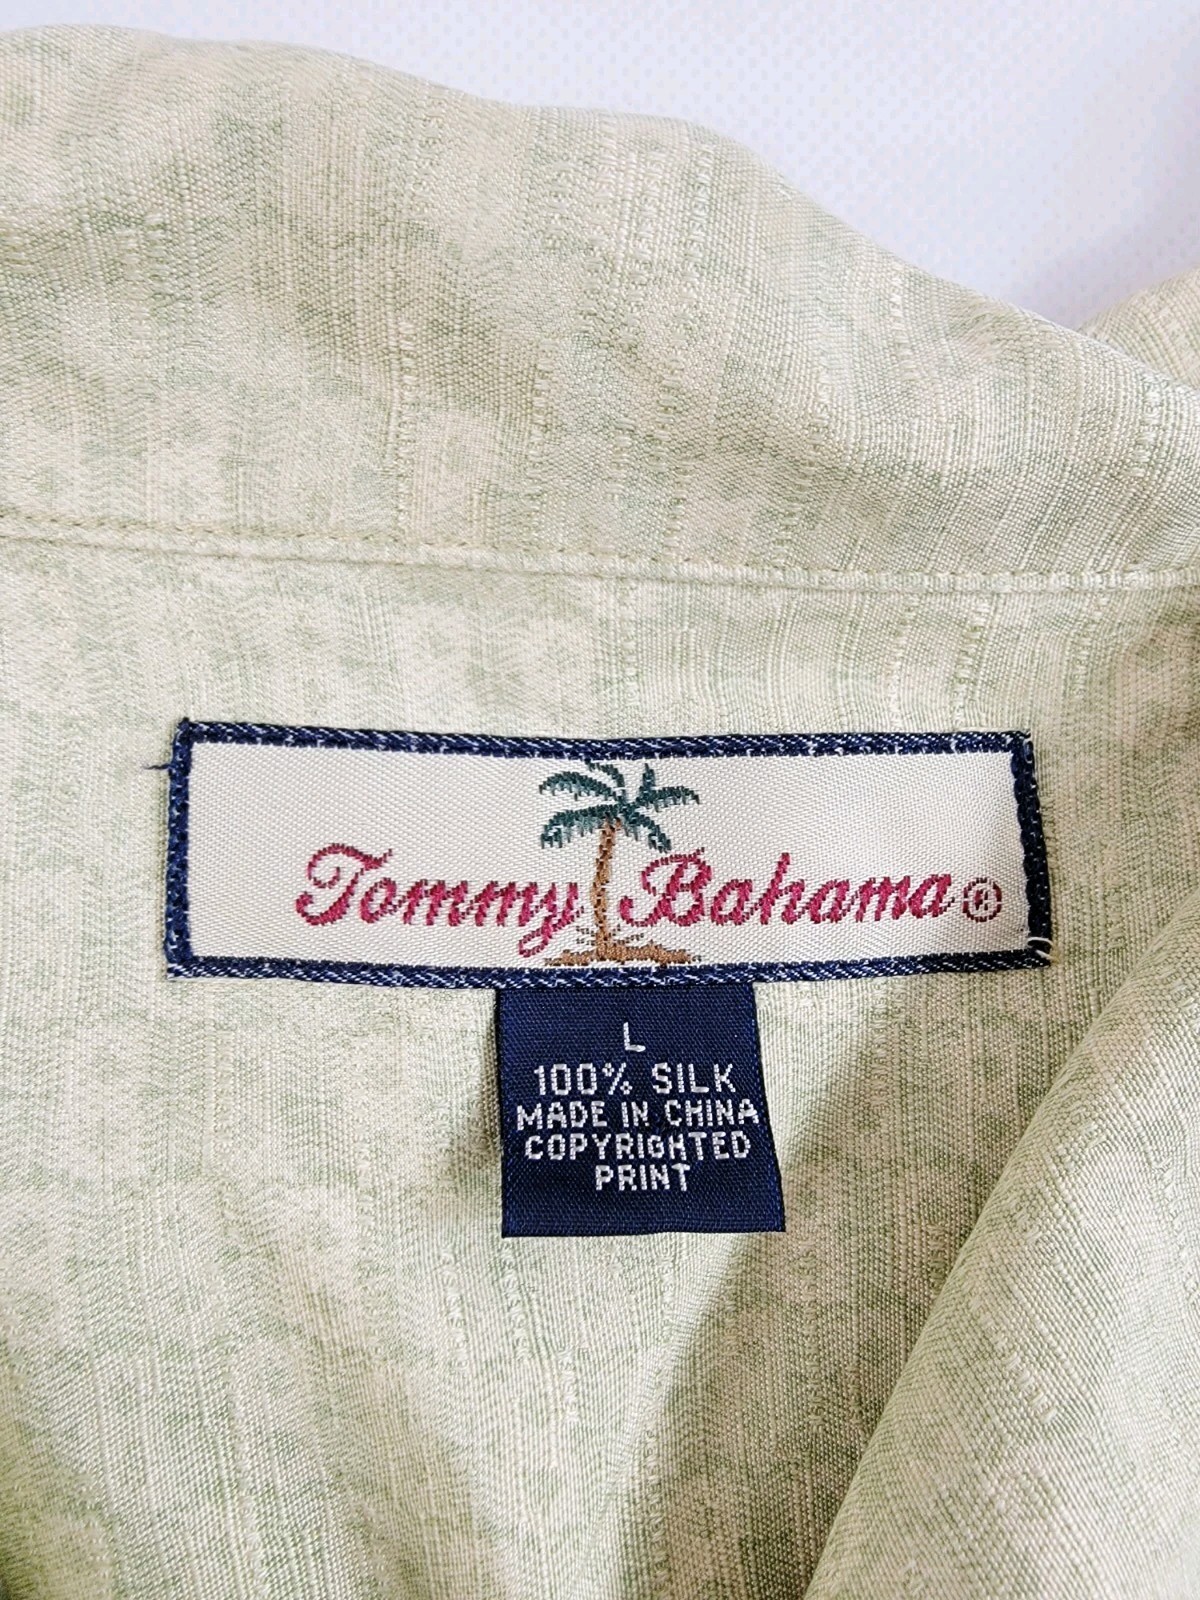 Tommy Bahama®
L
100% SILK
MADE IN CHINA
COPYRIGHTED
PRINT